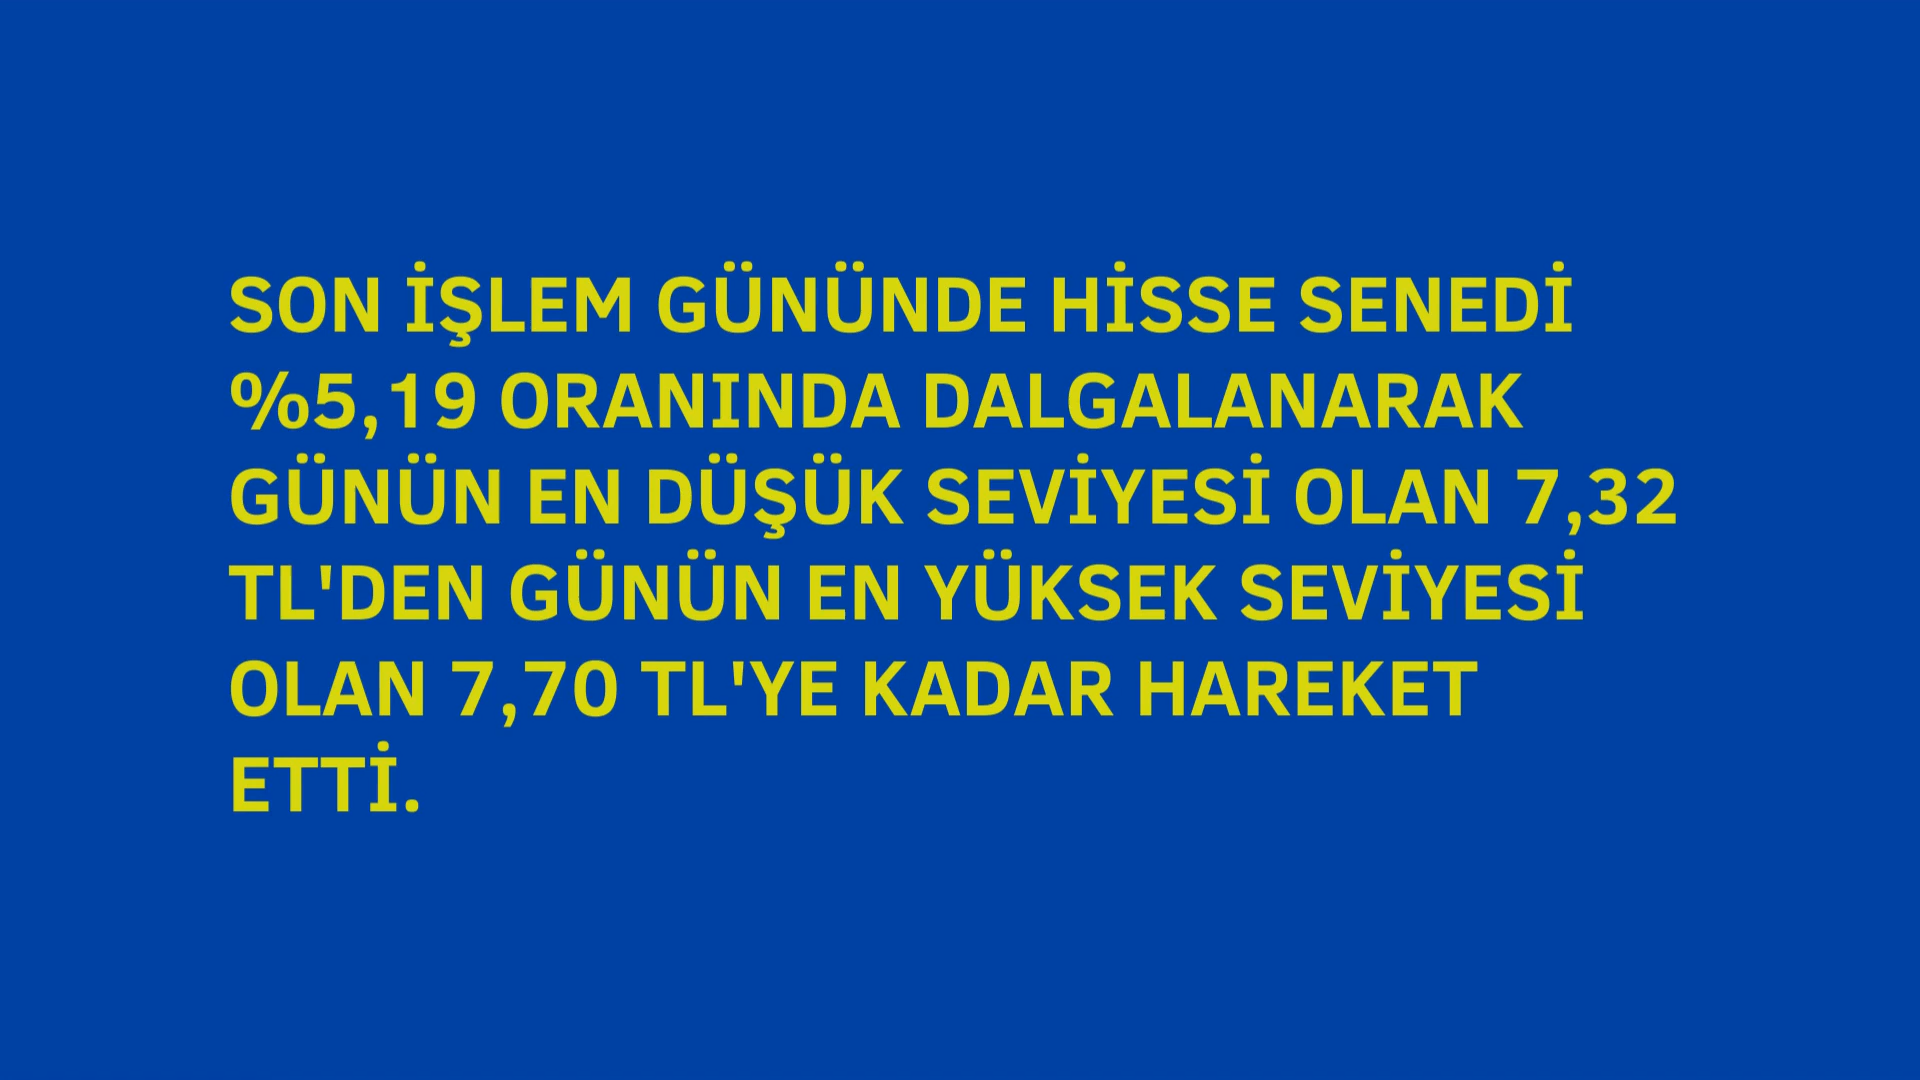 SON İŞLEM GÜNÜNDE HİSSE SENEDİ
%5,19 ORANINDA DALGALANARAK
GÜNÜN EN DÜŞÜK SEVİYESİ OLAN 7,32
TL'DEN GÜNÜN EN YÜKSEK SEVİYESİ
OLAN 7,70 TL'YE KADAR HAREKET
ETTİ.